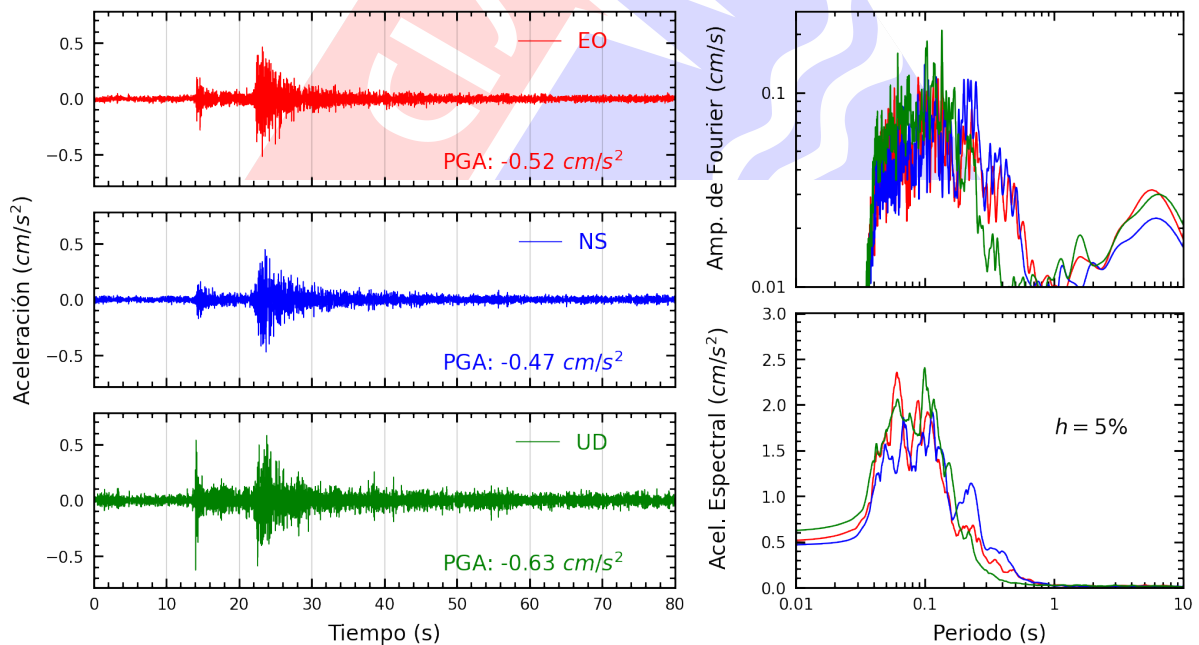 Aceleración (cm/s²)
0.5
0.0
−0.5
EO
PGA: -0.52 cm/s²
0.5
0.0
−0.5
NS
PGA: -0.47 cm/s²
0.5
0.0
−0.5
UD
PGA: -0.63 cm/s²
0 10 20 30 40 50 60 70 80
Tiempo (s)
Amp. de Fourier (cm/s)
0.1
0.01
Acel. Espectral (cm/s²)
3.0
2.5
2.0
1.5
1.0
0.5
0.0
h = 5%
0.01 0.1 1 10
Periodo (s)